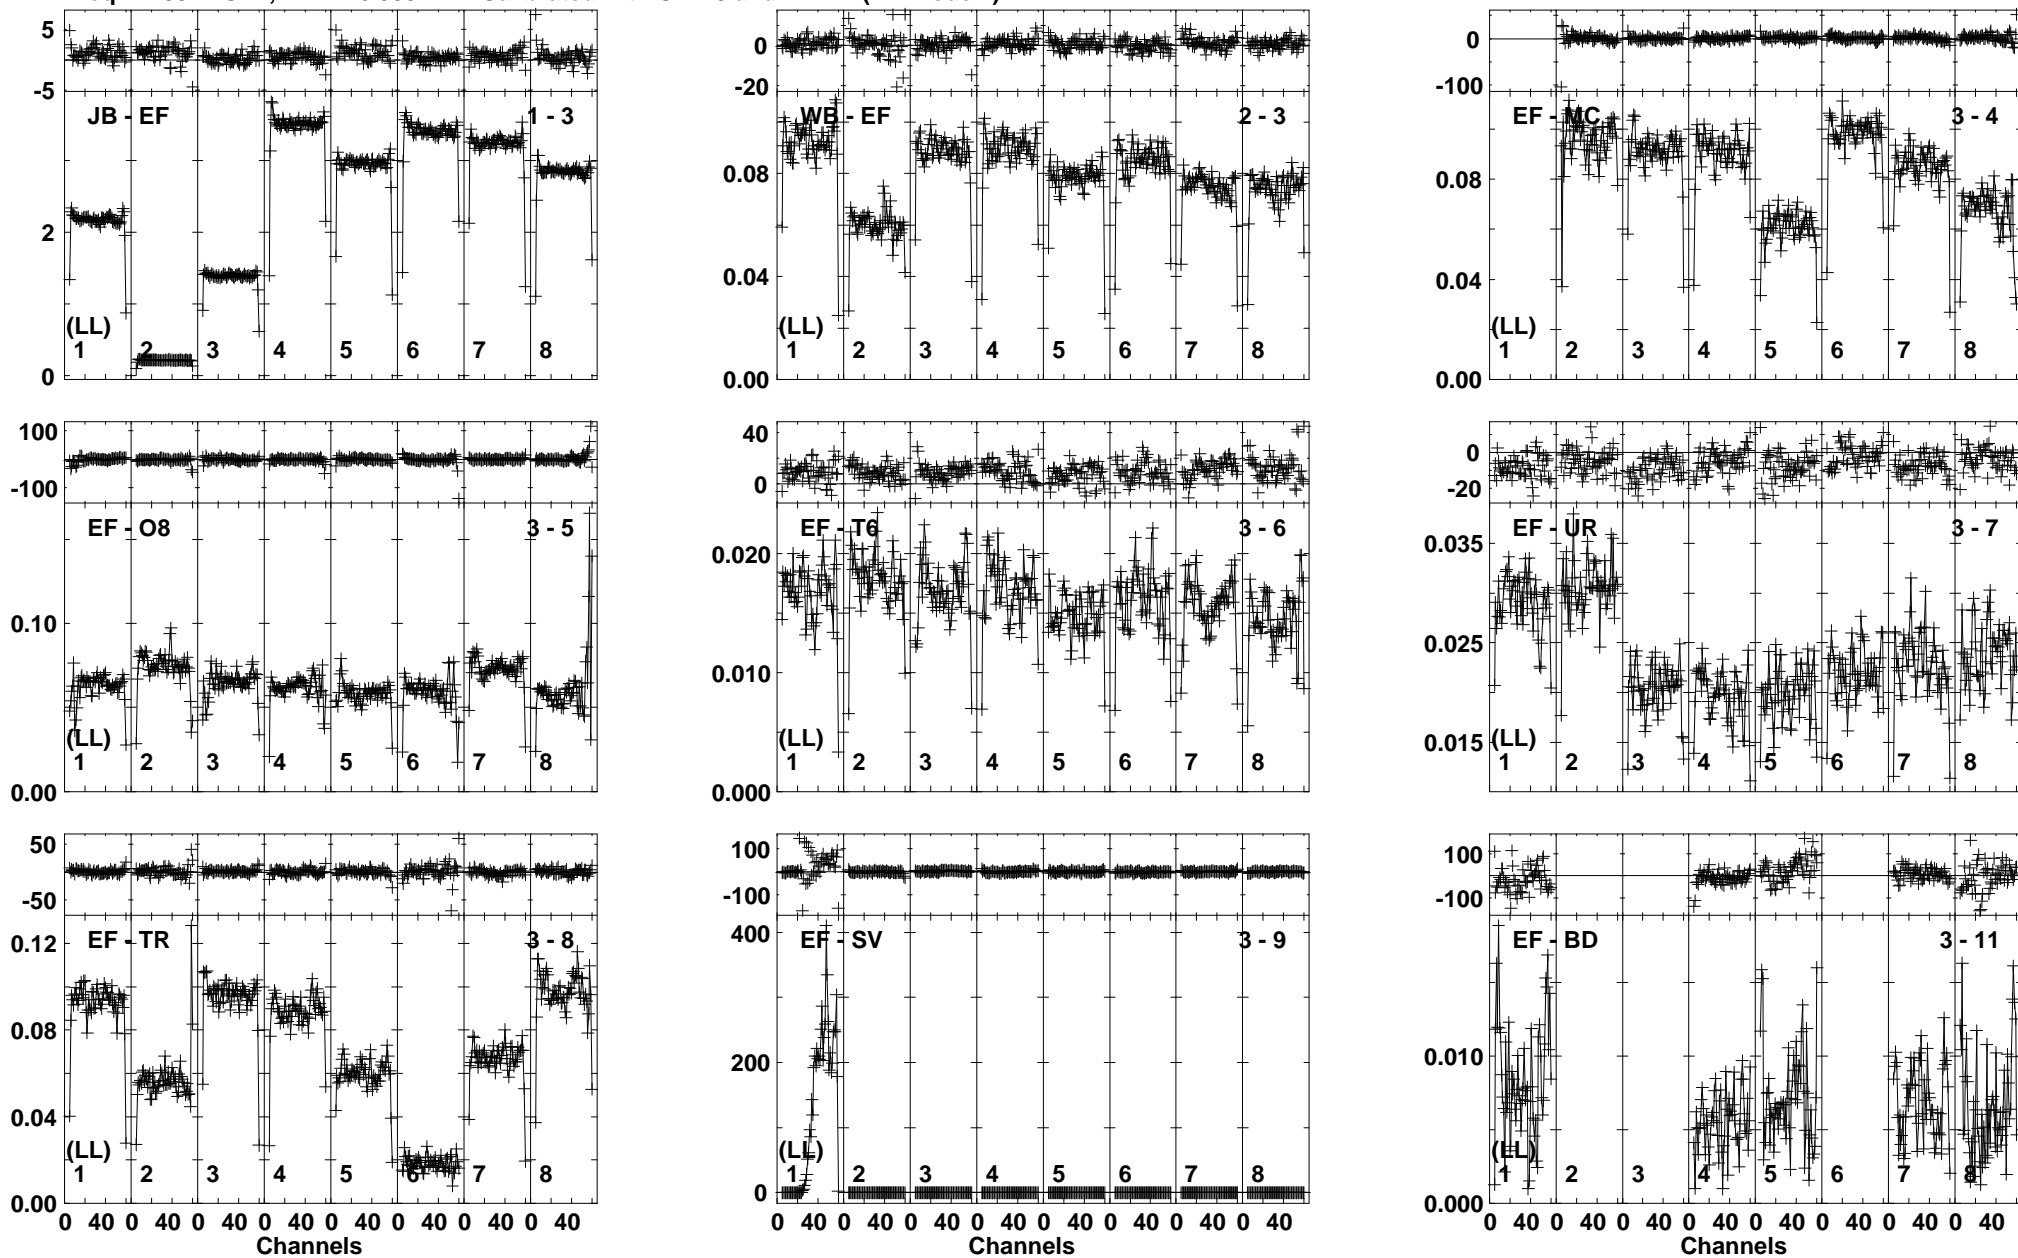 5
-5
JB - EF
1 - 3
2
0
(LL)
1 2 3 4 5 6 7 8
0
-20
WB - EF
2 - 3
0.08
0.04
0.00
(LL)
1 2 3 4 5 6 7 8
0
-100
EF - MC
3 - 4
0.08
0.04
0.00
(LL)
1 2 3 4 5 6 7 8
100
-100
EF - O8
3 - 5
0.10
0.00
(LL)
1 2 3 4 5 6 7 8
40
0
EF - T6
3 - 6
0.020
0.010
0.000
(LL)
1 2 3 4 5 6 7 8
0
-20
EF - UR
3 - 7
0.035
0.025
0.015
(LL)
1 2 3 4 5 6 7 8
50
-50
EF - TR
3 - 8
0.12
0.08
0.04
0.00
(LL)
1 2 3 4 5 6 7 8
0 40 0 40 0 40 0 40 0 40 0 40 0 40 0 40
Channels
100
-100
EF - SV
3 - 9
400
200
0
(LL)
1 2 3 4 5 6 7 8
0 40 0 40 0 40 0 40 0 40 0 40 0 40 0 40
Channels
100
-100
EF - BD
3 - 11
0.010
0.000
(LL)
1 2 3 4 5 6 7 8
0 40 0 40 0 40 0 40 0 40 0 40 0 40 0 40
Channels